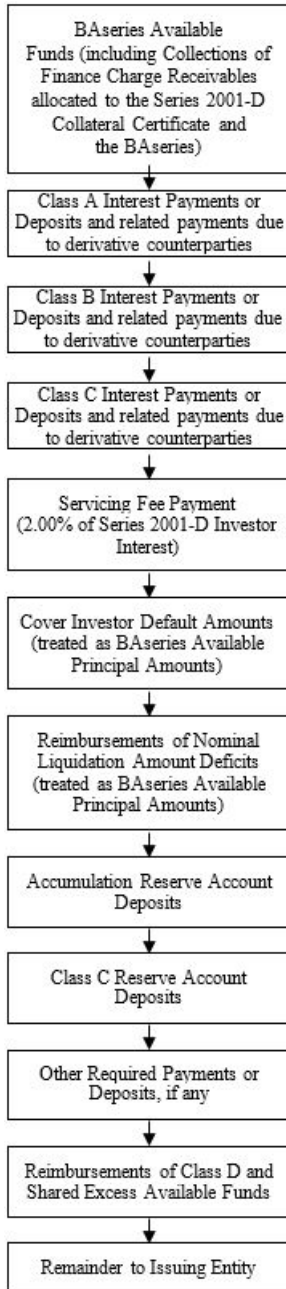 BAseries Available
Funds (including Collections of
Finance Charge Receivables
allocated to the Series 2001-D
Collateral Certificate and
the BAseries)
Class A Interest Payments or
Deposits and related payments due
to derivative counterparties
Class B Interest Payments or
Deposits and related payments due
to derivative counterparties
Class C Interest Payments or
Deposits and related payments due
to derivative counterparties
Servicing Fee Payment
(2.00% of Series 2001-D Investor
Interest)
Cover Investor Default Amounts
(treated as BAseries Available
Principal Amounts)
Reimbursements of Nominal
Liquidation Amount Deficits
(treated as BAseries Available
Principal Amounts)
Accumulation Reserve Account
Deposits
Class C Reserve Account
Deposits
Other Required Payments or
Deposits, if any
Reimbursements of Class D and
Shared Excess Available Funds
Remainder to Issuing Entity